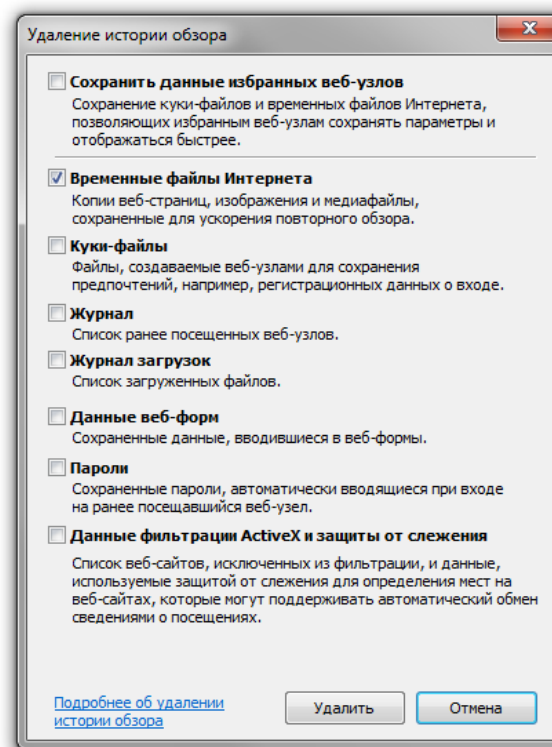 Удаление истории обзора
Сохранить данные избранных веб-узлов
Сохранение куки-файлов и временных файлов Интернета,
позволяющих избранным веб-узлам сохранять параметры и
отображаться быстрее.
Временные файлы Интернета
Копии веб-страниц, изображения и медиафайлы,
сохраненные для ускорения повторного обзора.
Куки-файлы
Файлы, создаваемые веб-узлами для сохранения
предпочтений, например, регистрационных данных о входе.
Журнал
Список ранее посещенных веб-узлов.
Журнал загрузок
Список загруженных файлов.
Данные веб-форм
Сохраненные данные, вводившиеся в веб-формы.
Пароли
Сохраненные пароли, автоматически вводящиеся при входе
на ранее посещавшийся веб-узел.
Данные фильтрации ActiveX и защиты от слежения
Список веб-сайтов, исключенных из фильтрации, и данные,
используемые защитой от слежения для определения мест на
веб-сайтах, которые могут поддерживать автоматический обмен
сведениями о посещениях.
Подробнее об удалении
истории обзора
Удалить
Отмена